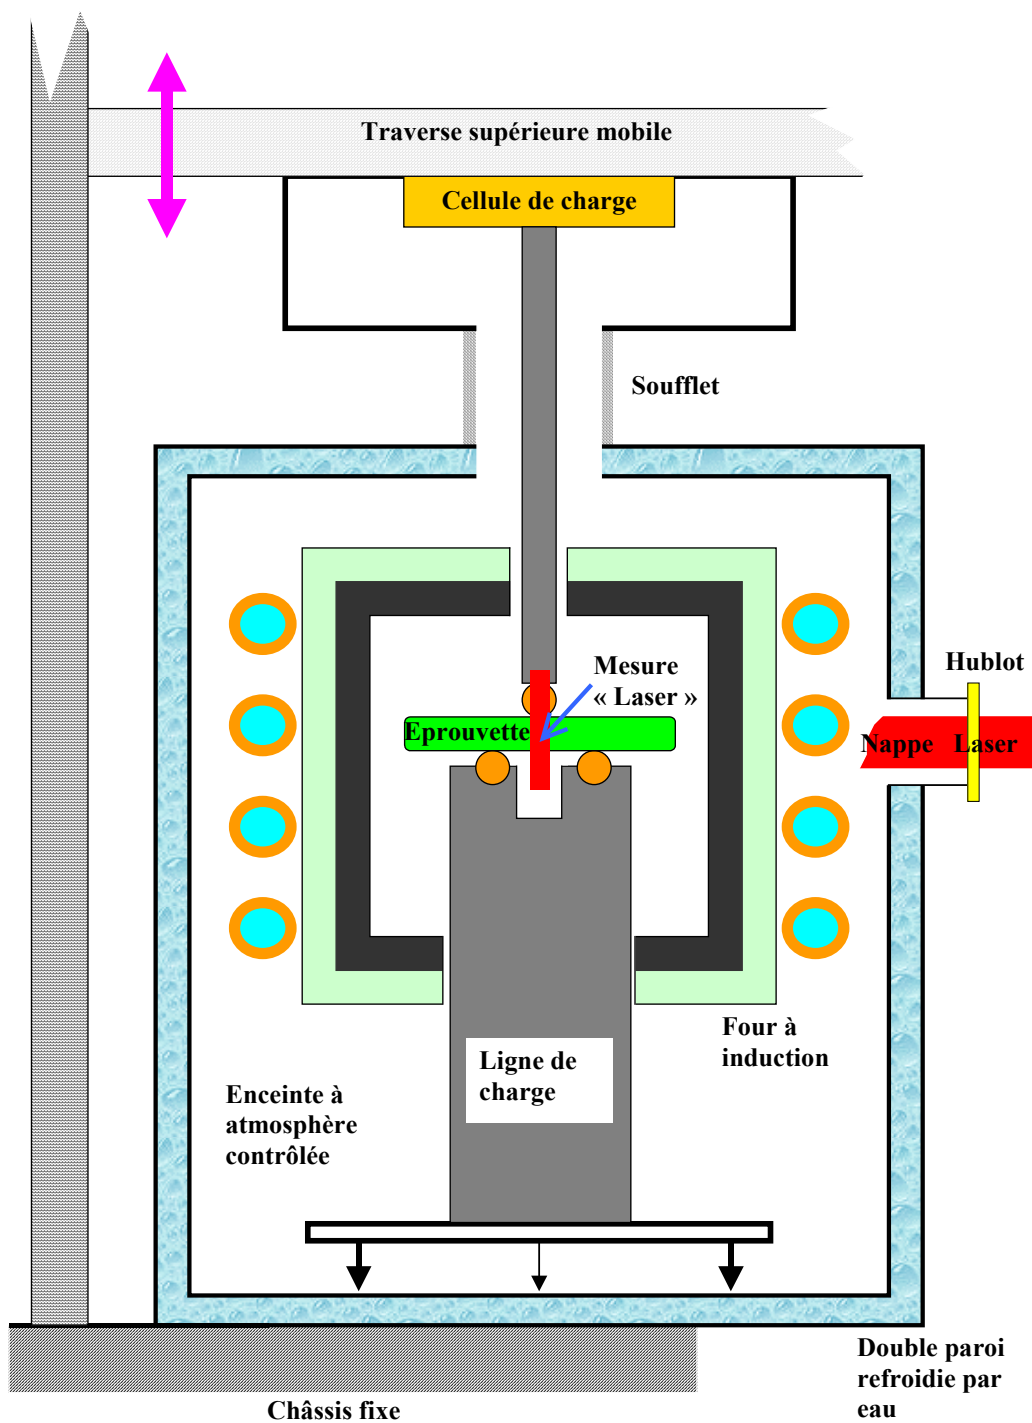 Traverse supérieure mobile
Cellule de charge
Soufflet
Mesure
« Laser »
Hublot
Eprouvette
Nappe Laser
Four à
induction
Ligne de
charge
Enceinte à
atmosphère
contrôlée
Double paroi
refroidie par
eau
Châssis fixe